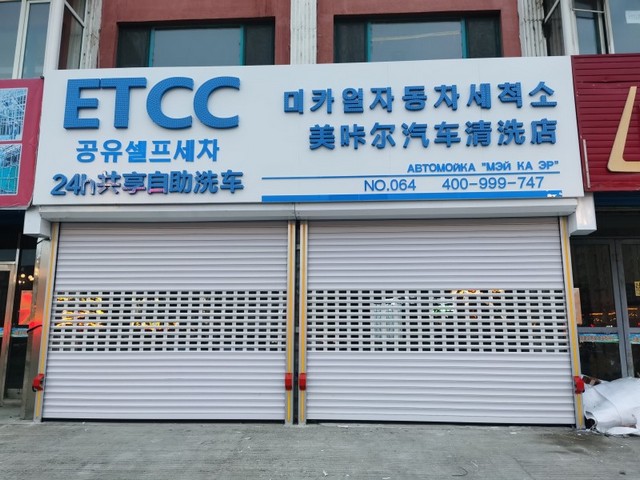 ETCC
공유셀프세차
24h共享自助洗车
미카일자동차세척소
美咔尔汽车清洗店
АВТОМОЙКА "МЭЙ КА ЭР"
NO.064 400-999-747